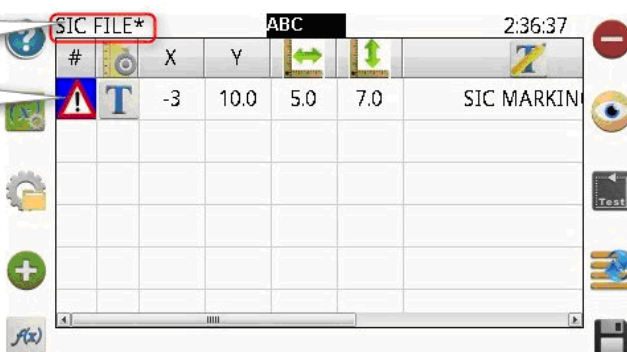 SIC FILE* ABC 2:36:37
# X Y T
! T -3 10.0 5.0 7.0 SIC MARKIN
(x)
Test
f(x)